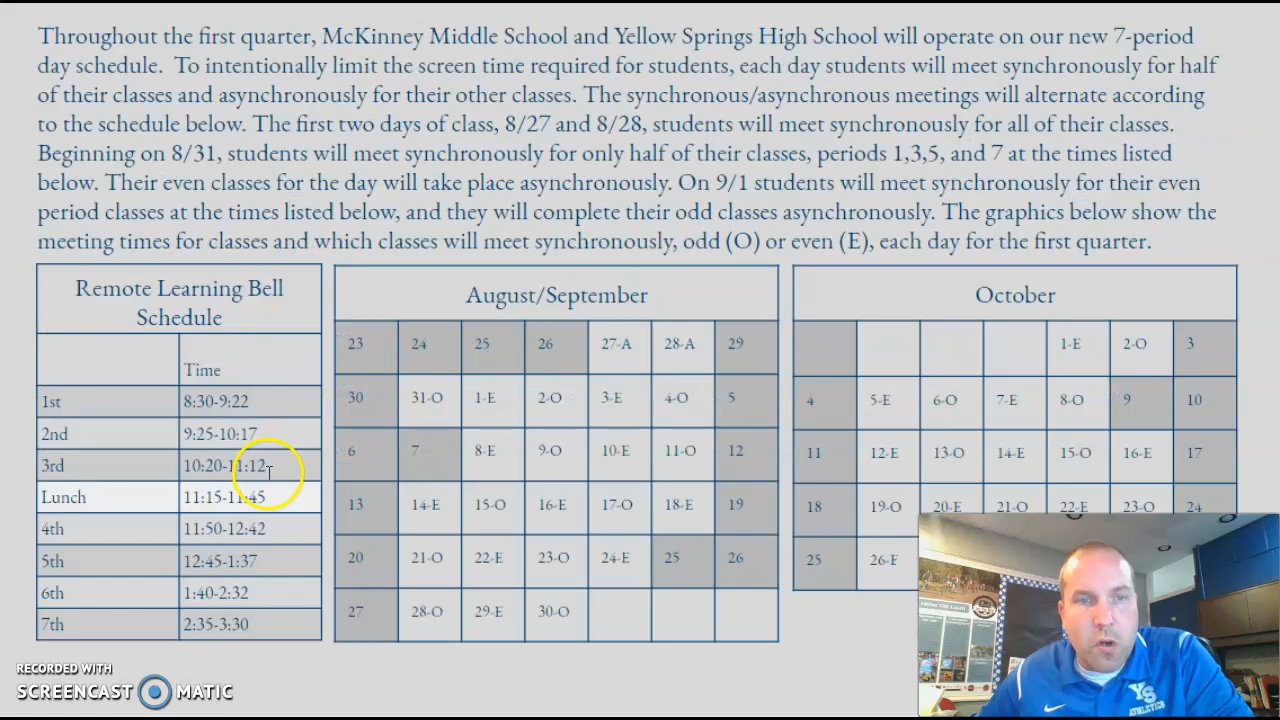 Throughout the first quarter, McKinney Middle School and Yellow Springs High School will operate on our new 7-period
day schedule. To intentionally limit the screen time required for students, each day students will meet synchronously for half
of their classes and asynchronously for their other classes. The synchronous/asynchronous meetings will alternate according
to the schedule below. The first two days of class, 8/27 and 8/28, students will meet synchronously for all of their classes.
Beginning on 8/31, students will meet synchronously for only half of their classes, periods 1,3,5, and 7 at the times listed
below. Their even classes for the day will take place asynchronously. On 9/1 students will meet synchronously for their even
period classes at the times listed below, and they will complete their odd classes asynchronously. The graphics below show the
meeting times for classes and which classes will meet synchronously, odd (O) or even (E), each day for the first quarter.
Remote Learning Bell
Schedule
Time
1st 8:30-9:22
2nd 9:25-10:17
3rd 10:20-11:12
Lunch 11:15-11:45
4th 11:50-12:42
5th 12:45-1:37
6th 1:40-2:32
7th 2:35-3:30
August/September
23 24 25 26 27-A 28-A 29
30 31-O 1-E 2-O 3-E 4-O 5
6 7 8-E 9-O 10-E 11-O 12
13 14-E 15-O 16-E 17-O 18-E 19
20 21-O 22-E 23-O 24-E 25 26
27 28-O 29-E 30-O
October
1-E 2-O 3
4 5-E 6-O 7-E 8-O 9 10
11 12-E 13-O 14-E 15-O 16-E 17
18 19-O 20-E 21-O 22-E 23-O 24
25 26-E
YS
ATHLETICS
RECORDED WITH
SCREENCAST MATIC